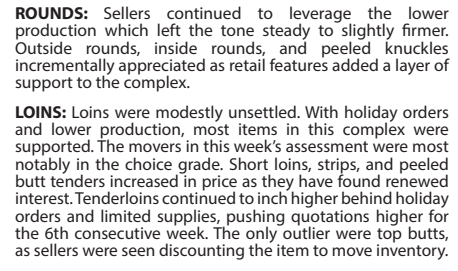 ROUNDS: Sellers continued to leverage the lower
production which left the tone steady to slightly firmer.
Outside rounds, inside rounds, and peeled knuckles
incrementally appreciated as retail features added a layer of
support to the complex.
LOINS: Loins were modestly unsettled. With holiday orders
and lower production, most items in this complex were
supported. The movers in this week's assessment were most
notably in the choice grade. Short loins, strips, and peeled
butt tenders increased in price as they have found renewed
interest. Tenderloins continued to inch higher behind holiday
orders and limited supplies, pushing quotations higher for
the 6th consecutive week. The only outlier were top butts,
as sellers were seen discounting the item to move inventory.